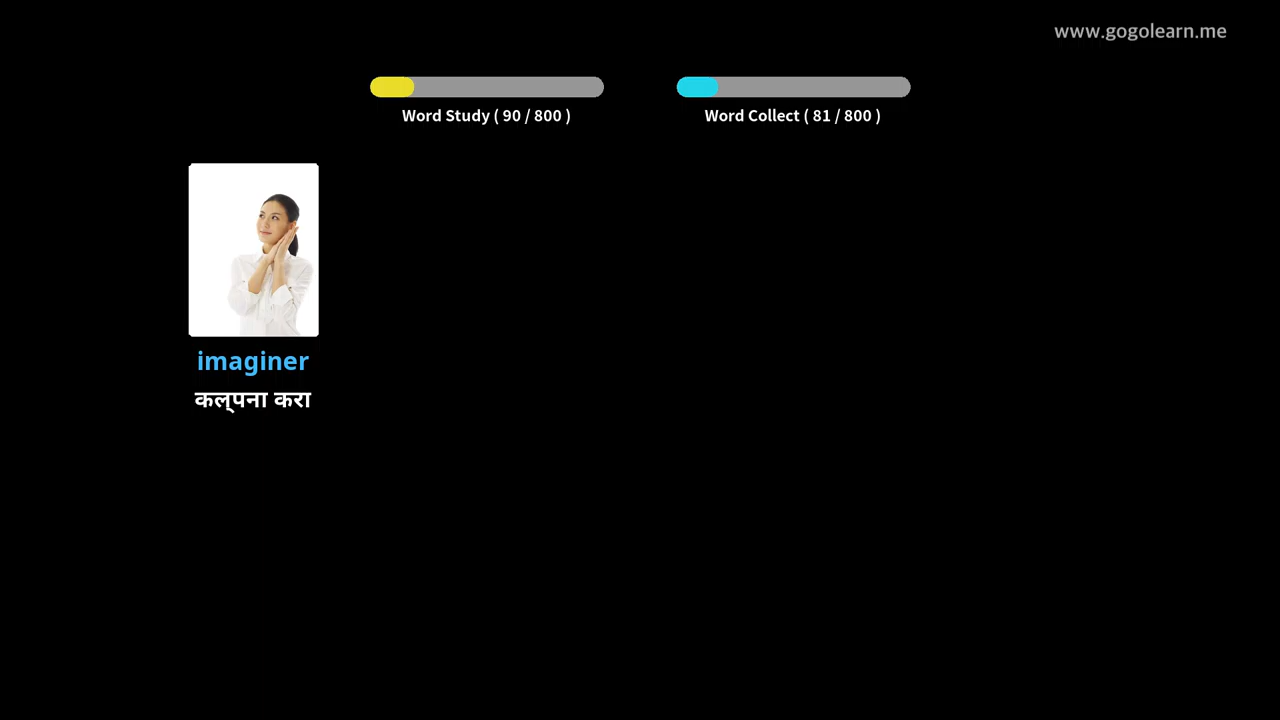 www.gogolearn.me
Word Study ( 90 / 800 )
Word Collect ( 81 / 800 )
imaginer
कल्पना करा